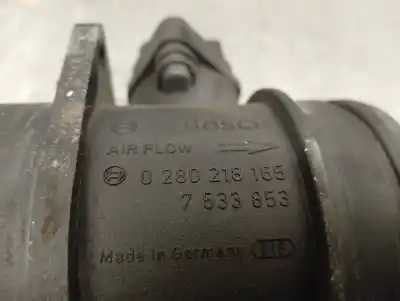 BOSCH
AIR FLOW
0 280 218 165
7 533 853
Made in Germany